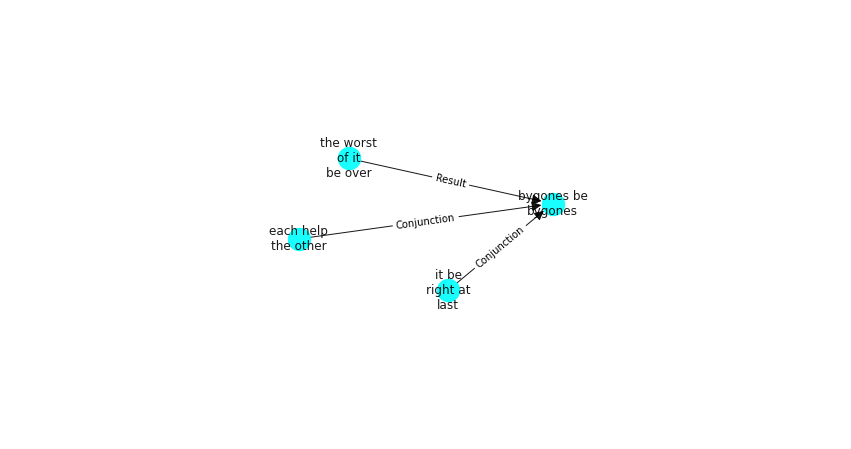 the worst
of it
be over
Result
bygones be
bygones
Conjunction
each help
the other
Conjunction
it be
right at
last